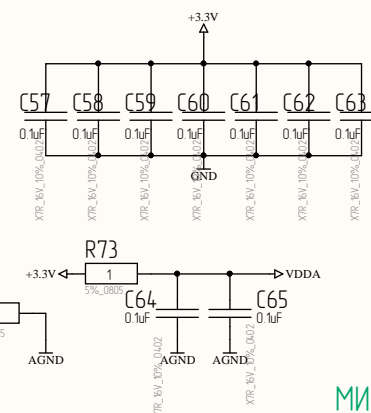 +3.3V
C57 C58 C59 C60 C61 C62 C63
0.1uF 0.1uF 0.1uF 0.1uF 0.1uF 0.1uF 0.1uF
X7R_16V_10%_0402 X7R_16V_10%_0402 X7R_16V_10%_0402 X7R_16V_10%_0402 X7R_16V_10%_0402 X7R_16V_10%_0402 X7R_16V_10%_0402
GND
R73
+3.3V 1 VDDA
5%_0805
C64 C65
0.1uF 0.1uF
X7R_16V_10%_0402 X7R_16V_10%_0402
AGND AGND AGND
МИ